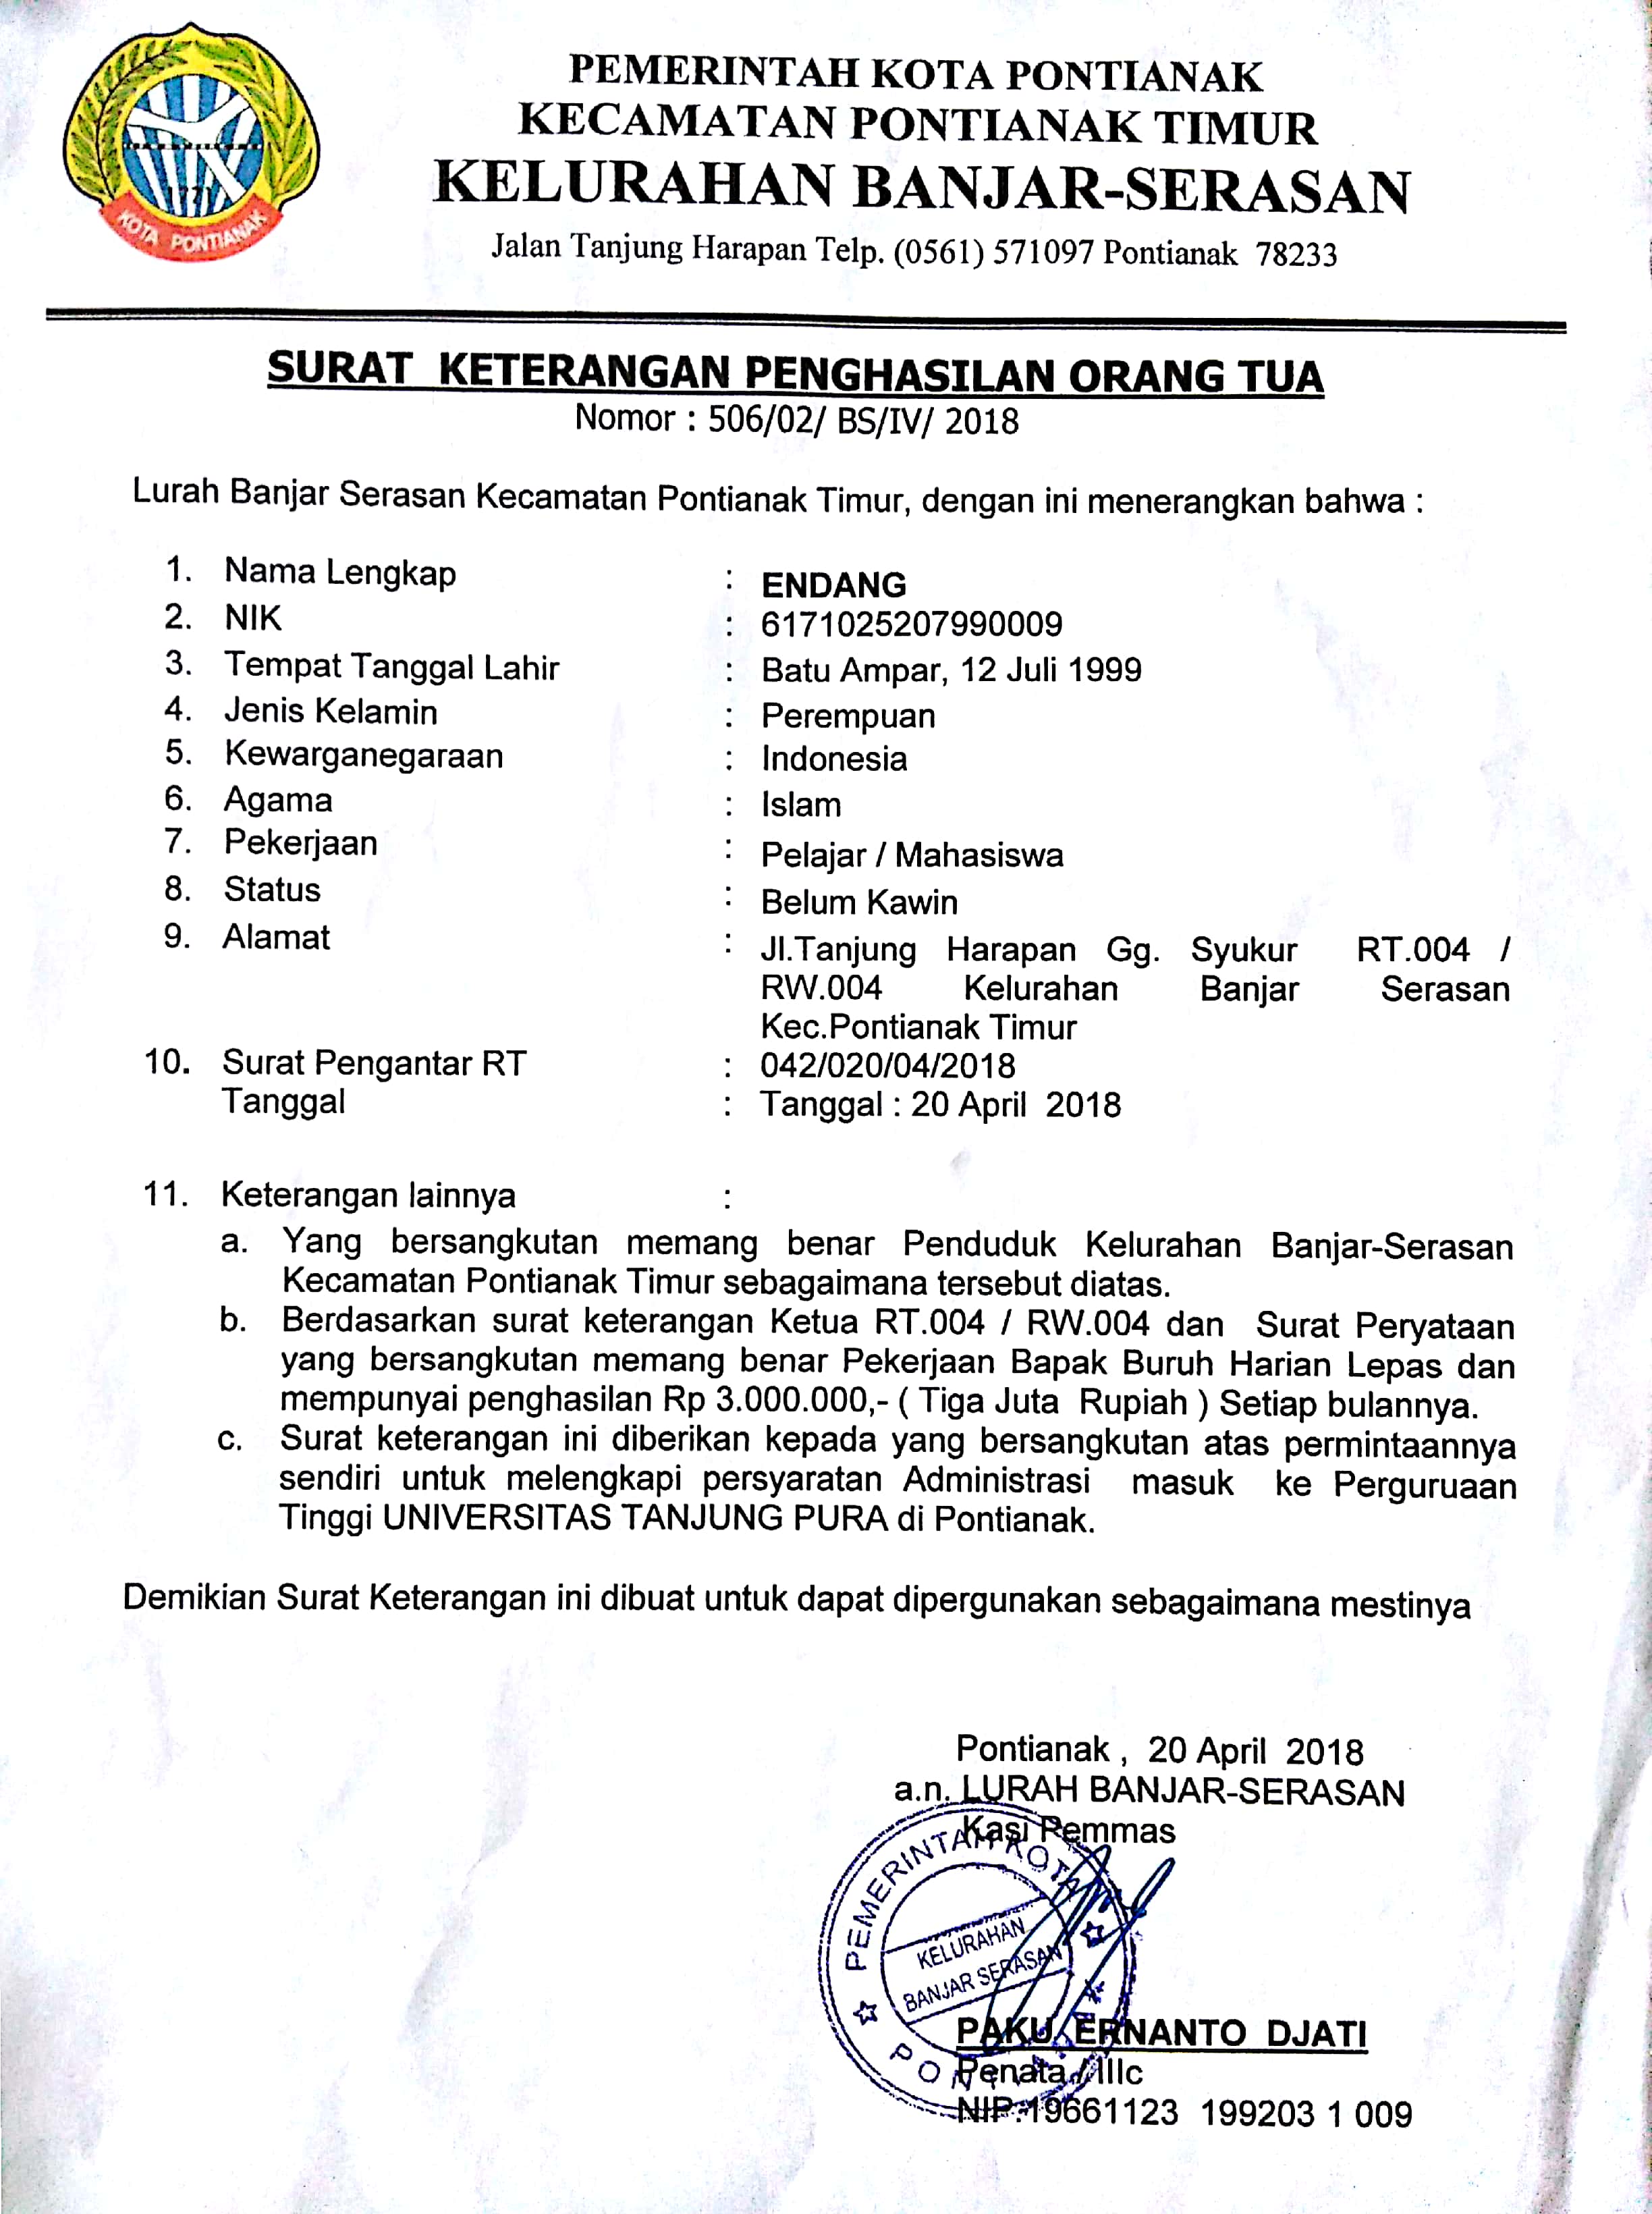 PEMERINTAH KOTA PONTIANAK
KECAMATAN PONTIANAK TIMUR
KELURAHAN BANJAR-SERASAN
Jalan Tanjung Harapan Telp. (0561) 571097 Pontianak 78233
1771
KOTA PONTIANAK
SURAT KETERANGAN PENGHASILAN ORANG TUA
Nomor : 506/02/ BS/IV/ 2018
Lurah Banjar Serasan Kecamatan Pontianak Timur, dengan ini menerangkan bahwa :
1. Nama Lengkap : ENDANG
2. NIK : 6171025207990009
3. Tempat Tanggal Lahir : Batu Ampar, 12 Juli 1999
4. Jenis Kelamin : Perempuan
5. Kewarganegaraan : Indonesia
6. Agama : Islam
7. Pekerjaan : Pelajar / Mahasiswa
8. Status : Belum Kawin
9. Alamat : Jl.Tanjung Harapan Gg. Syukur RT.004 /
RW.004 Kelurahan Banjar Serasan
Kec.Pontianak Timur
10. Surat Pengantar RT : 042/020/04/2018
Tanggal : Tanggal : 20 April 2018
11. Keterangan lainnya :
a. Yang bersangkutan memang benar Penduduk Kelurahan Banjar-Serasan
Kecamatan Pontianak Timur sebagaimana tersebut diatas.
b. Berdasarkan surat keterangan Ketua RT.004 / RW.004 dan Surat Peryataan
yang bersangkutan memang benar Pekerjaan Bapak Buruh Harian Lepas dan
mempunyai penghasilan Rp 3.000.000,- ( Tiga Juta Rupiah ) Setiap bulannya.
c. Surat keterangan ini diberikan kepada yang bersangkutan atas permintaannya
sendiri untuk melengkapi persyaratan Administrasi masuk ke Perguruaan
Tinggi UNIVERSITAS TANJUNG PURA di Pontianak.
Demikian Surat Keterangan ini dibuat untuk dapat dipergunakan sebagaimana mestinya
Pontianak , 20 April 2018
a.n. LURAH BANJAR-SERASAN
Kasi Pemmas
PEMERINTAH KOTA
KELURAHAN
BANJAR SERASAN
PONTIANAK
PAKU ERNANTO DJATI
Penata / IIIc
NIP.19661123 199203 1 009